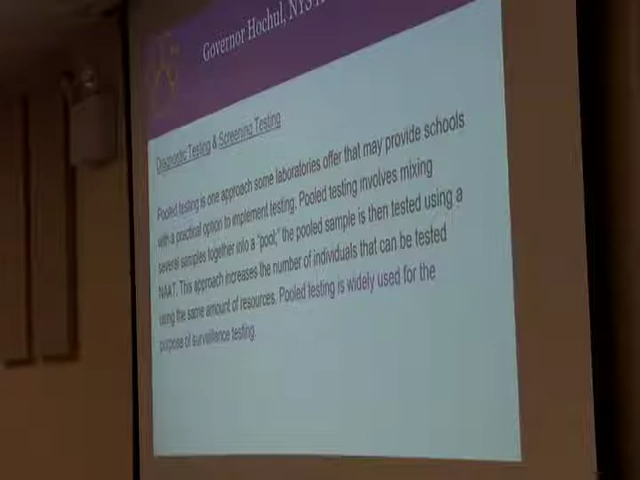 Governor Hochul, NYS
Diagnostic Testing & Screening Testing
Pooled testing is one approach some laboratories offer that may provide schools
with a practical option to implement testing. Pooled testing involves mixing
several samples together into a "pool," the pooled sample is then tested using a
NAAT. This approach increases the number of individuals that can be tested
using the same amount of resources. Pooled testing is widely used for the
purpose of surveillance testing.